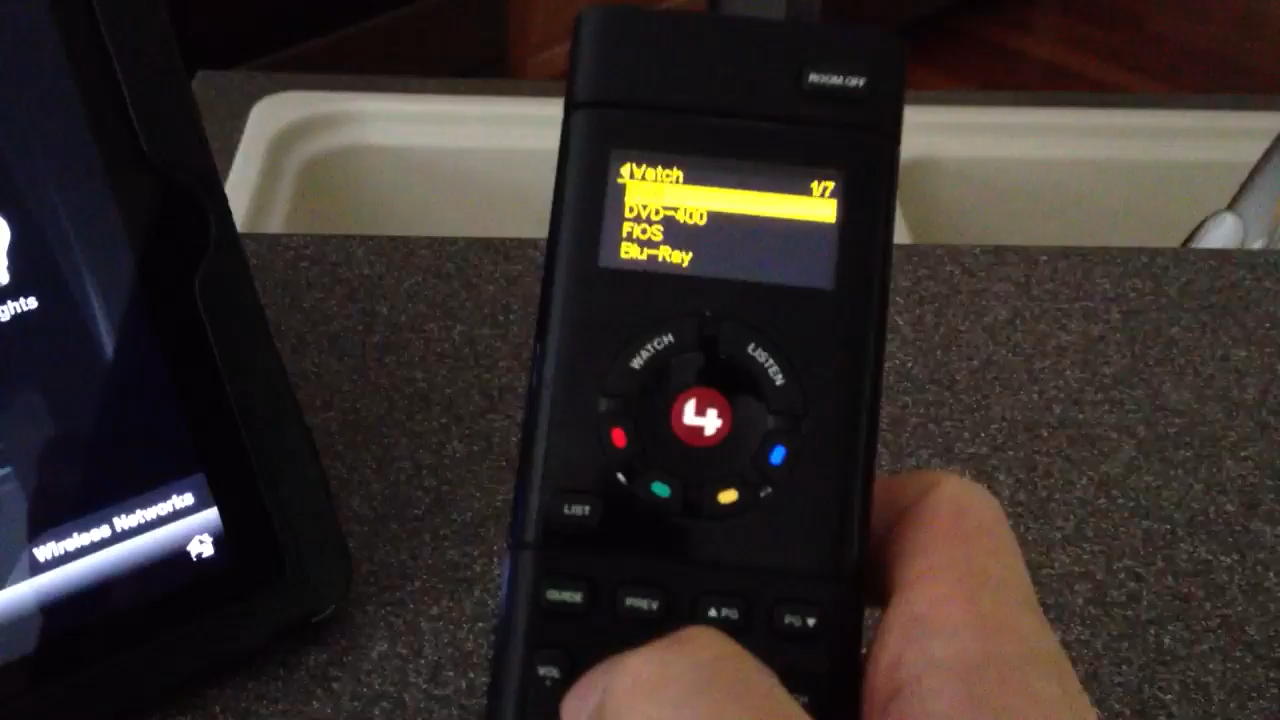 ROOM OFF
Watch
1/7
DVD-400
FIOS
Blu-Ray
WATCH
LISTEN
4
LIST
GUIDE
PREV
▲PG
PG▼
VOL
ghts
Wireless Networks